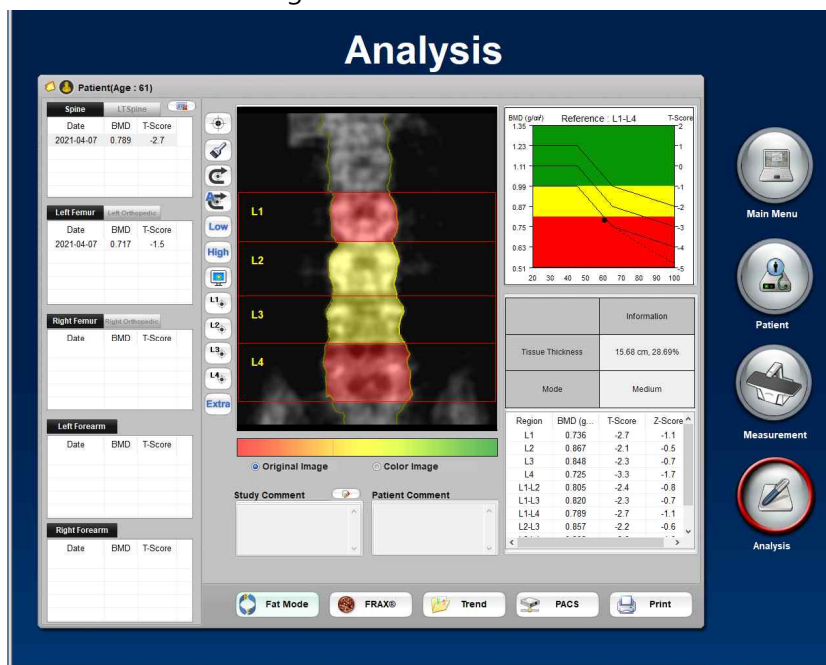 Analysis
Patient(Age : 61)
Spine LT Spine
Date BMD T-Score
2021-04-07 0.789 -2.7
Left Femur Left Orthopedic
Date BMD T-Score
2021-04-07 0.717 -1.5
Right Femur Right Orthopedic
Date BMD T-Score
Left Forearm
Date BMD T-Score
Right Forearm
Date BMD T-Score
Low
High
L1
L2
L3
L4
Extra
L1
L2
L3
L4
Original Image Color Image
Study Comment Patient Comment
BMD (g/㎠) Reference : L1-L4 T-Score
1.35 2
1.23 1
1.11 0
0.99 -1
0.87 -2
0.75 -3
0.63 -4
0.51 -5
20 30 40 50 60 70 80 90 100
Information
Tissue Thickness 15.68 cm, 28.69%
Mode Medium
Region BMD (g... T-Score Z-Score
L1 0.736 -2.7 -1.1
L2 0.867 -2.1 -0.5
L3 0.848 -2.3 -0.7
L4 0.725 -3.3 -1.7
L1-L2 0.805 -2.4 -0.8
L1-L3 0.820 -2.3 -0.7
L1-L4 0.789 -2.7 -1.1
L2-L3 0.857 -2.2 -0.6
Fat Mode FRAX® Trend PACS Print
Main Menu
Patient
Measurement
Analysis